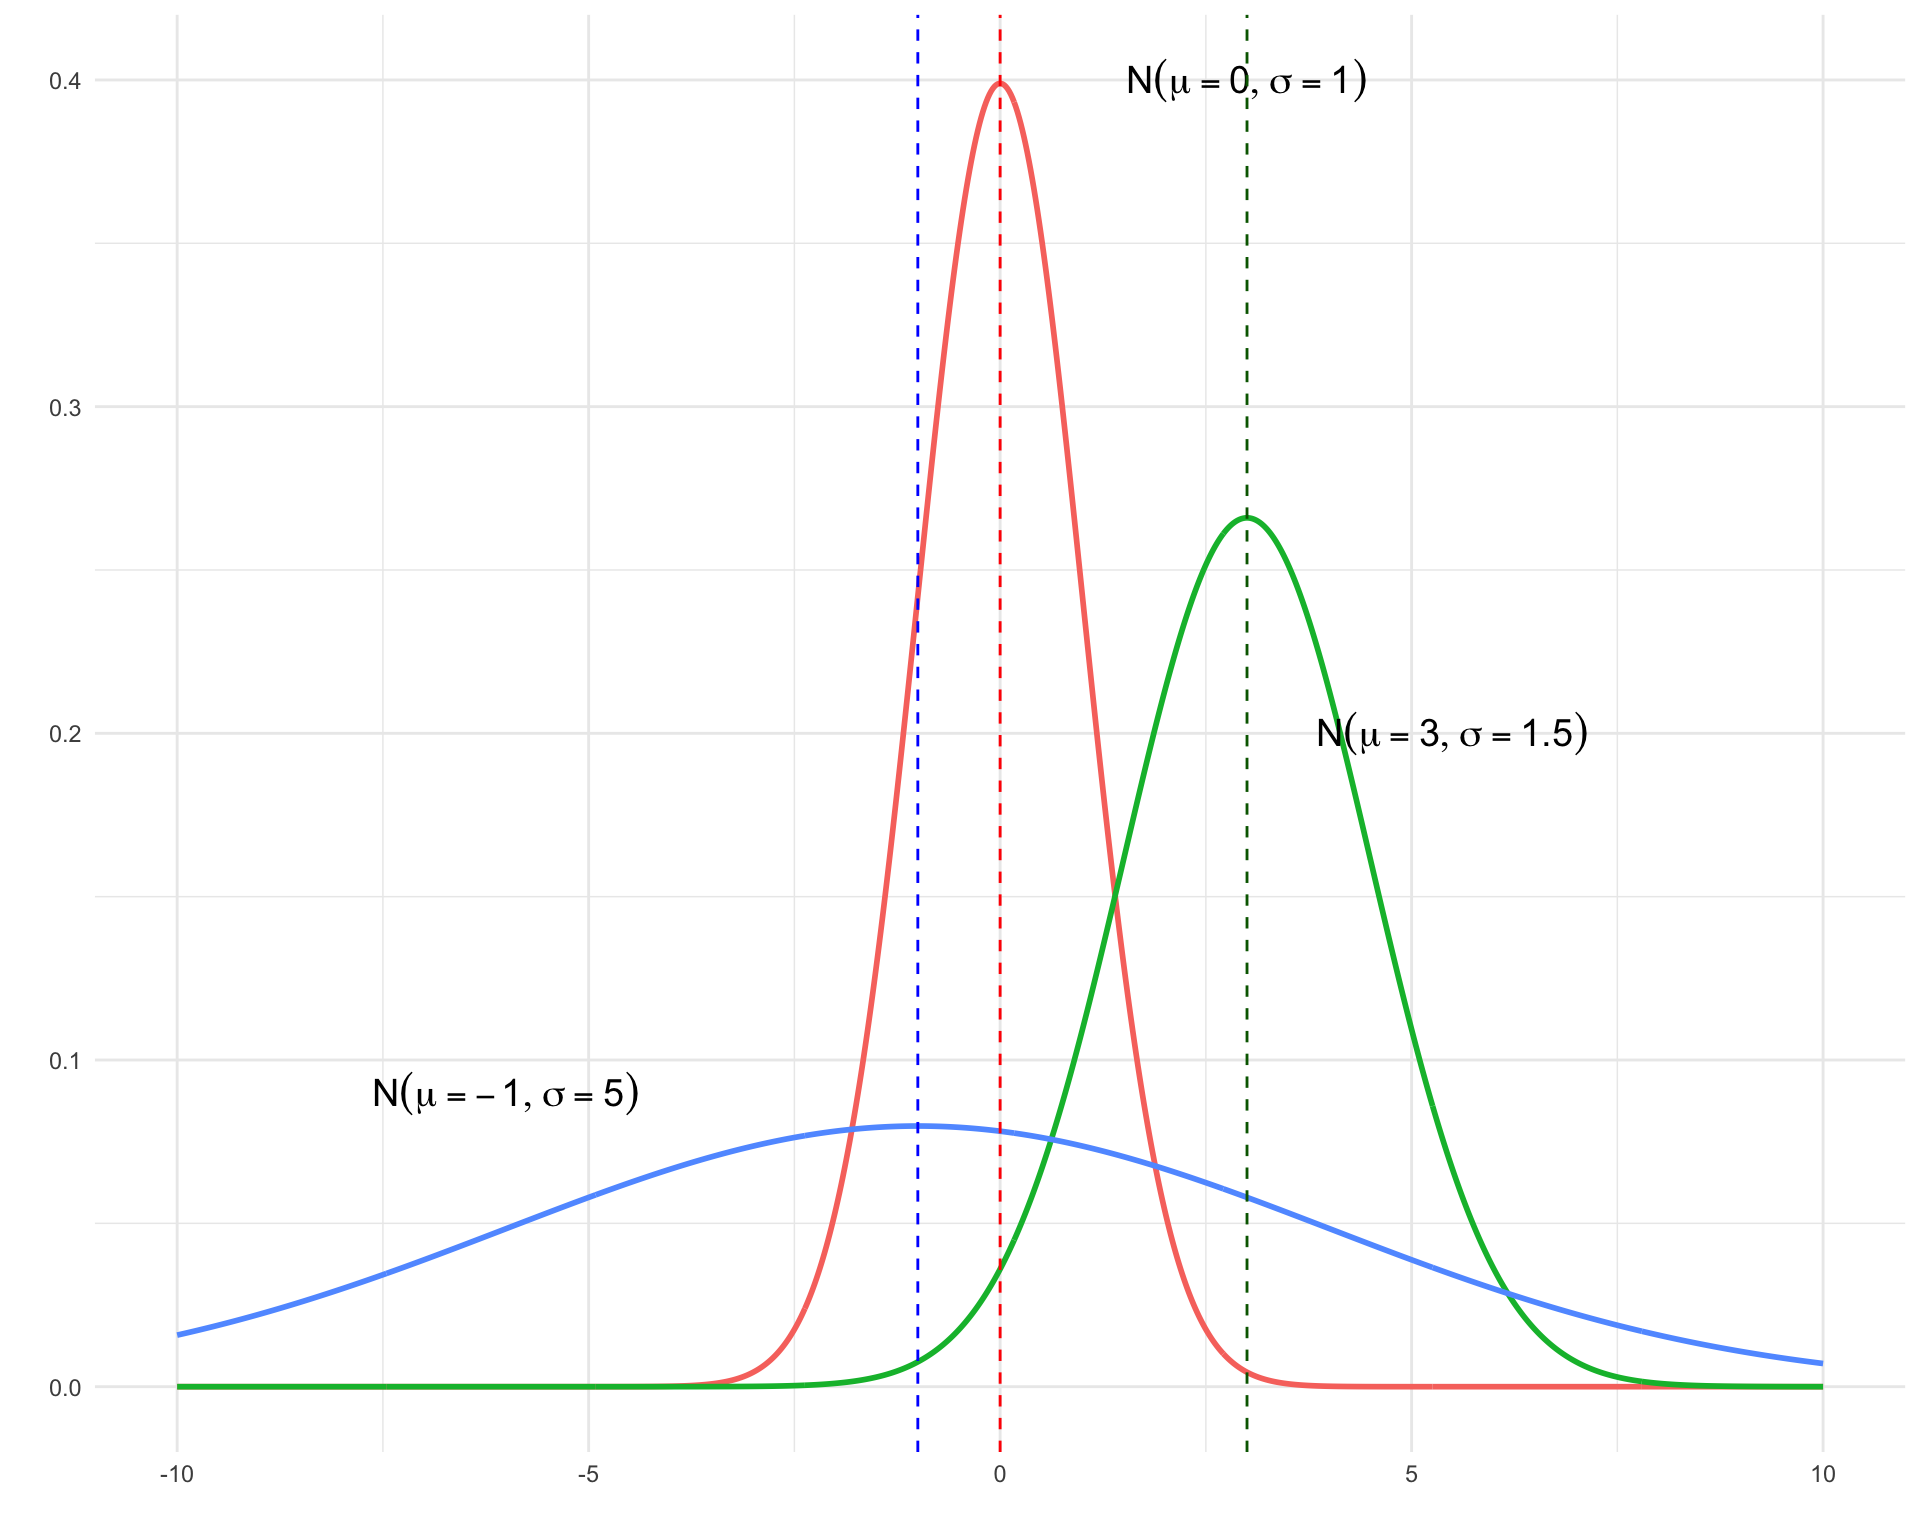 0.4
N(μ = 0, σ = 1)
0.3
0.2
N(μ = 3, σ = 1.5)
0.1
N(μ = − 1, σ = 5)
0.0
-10 -5 0 5 10